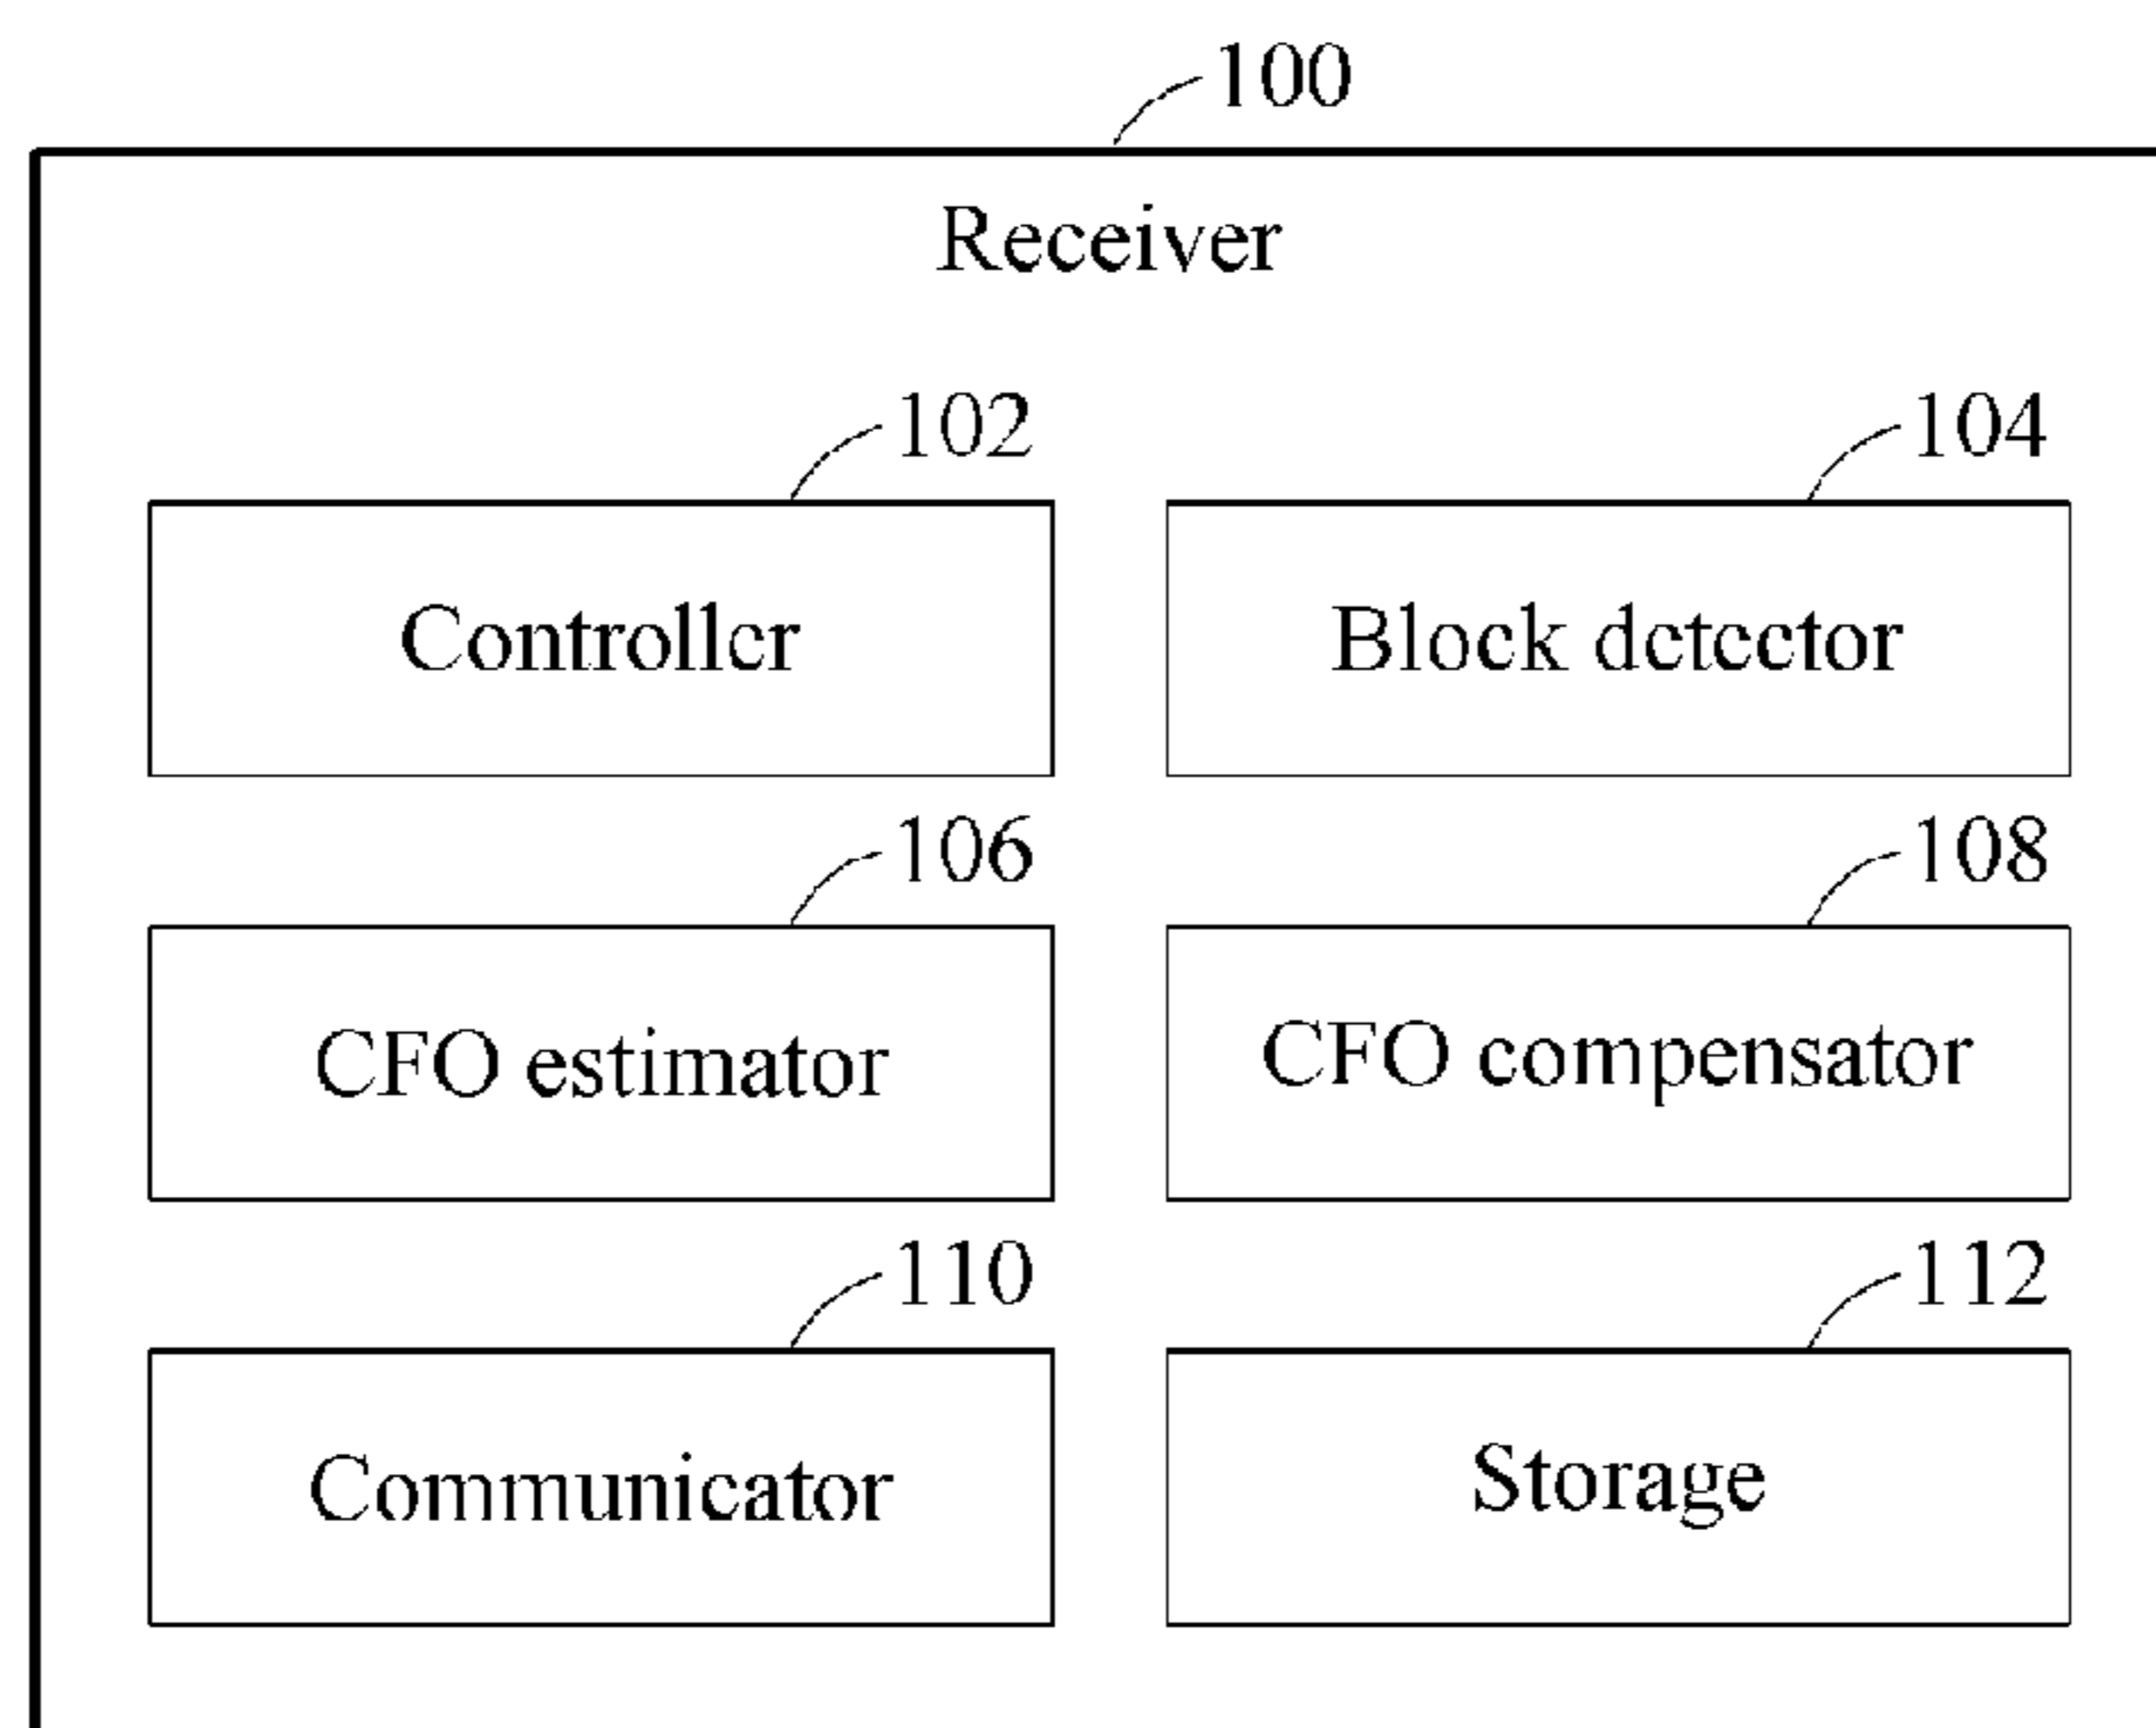 100
Receiver
102
104
Controller
Block detector
106
108
CFO estimator
CFO compensator
110
112
Communicator
Storage